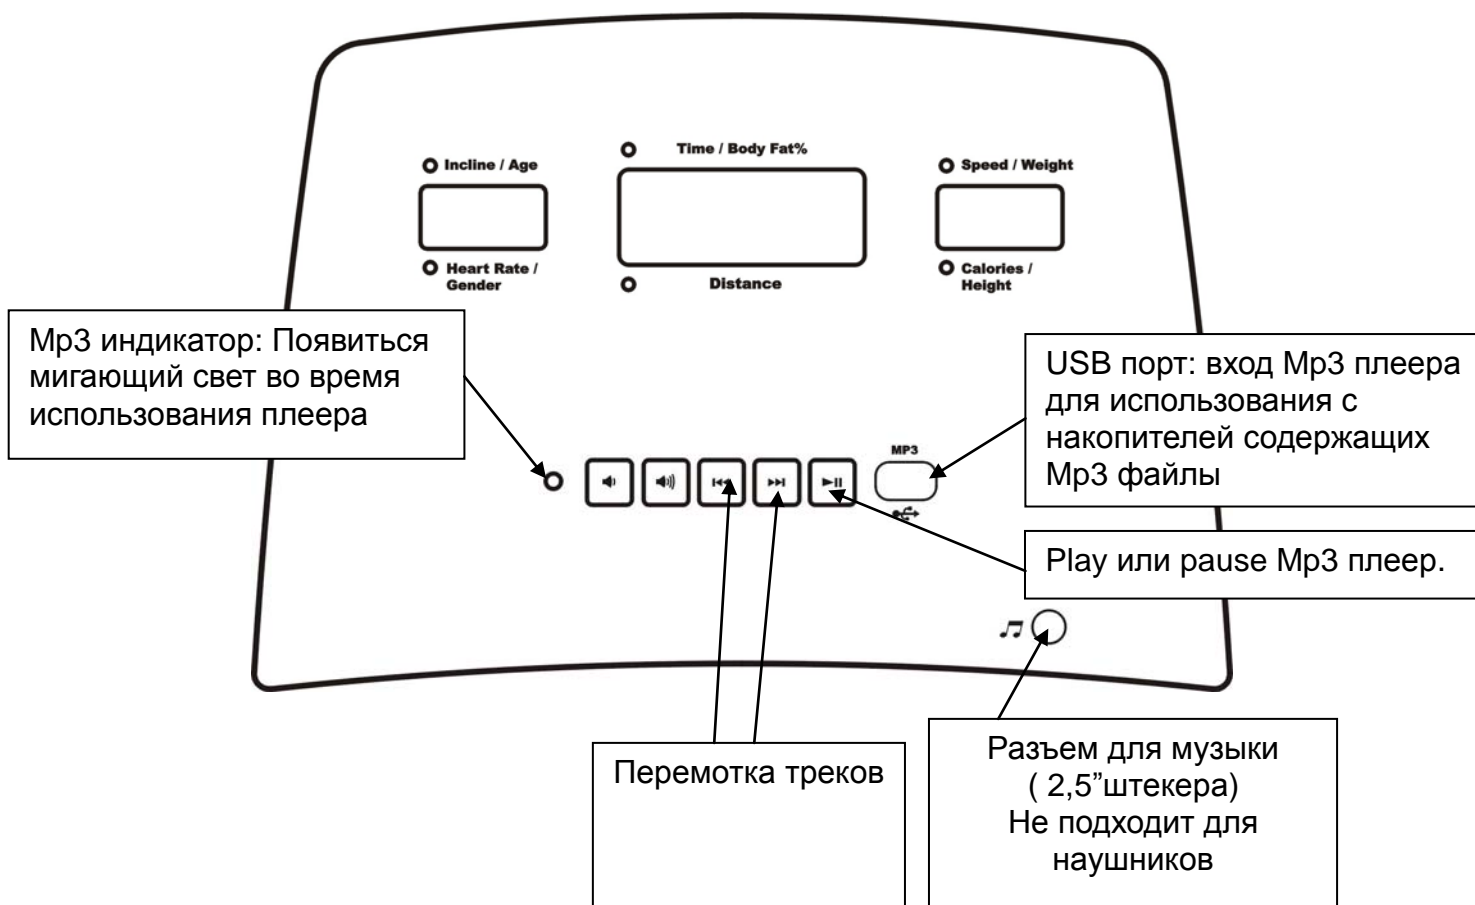 Time / Body Fat%
Incline / Age
Speed / Weight
Heart Rate /
Gender
Distance
Calories /
Height
Mp3 индикатор: Появиться
мигающий свет во время
использования плеера
USB порт: вход Mp3 плеера
для использования с
накопителей содержащих
Mp3 файлы
MP3
Play или pause Mp3 плеер.
Перемотка треков
Разъем для музыки
( 2,5”штекера)
Не подходит для
наушников